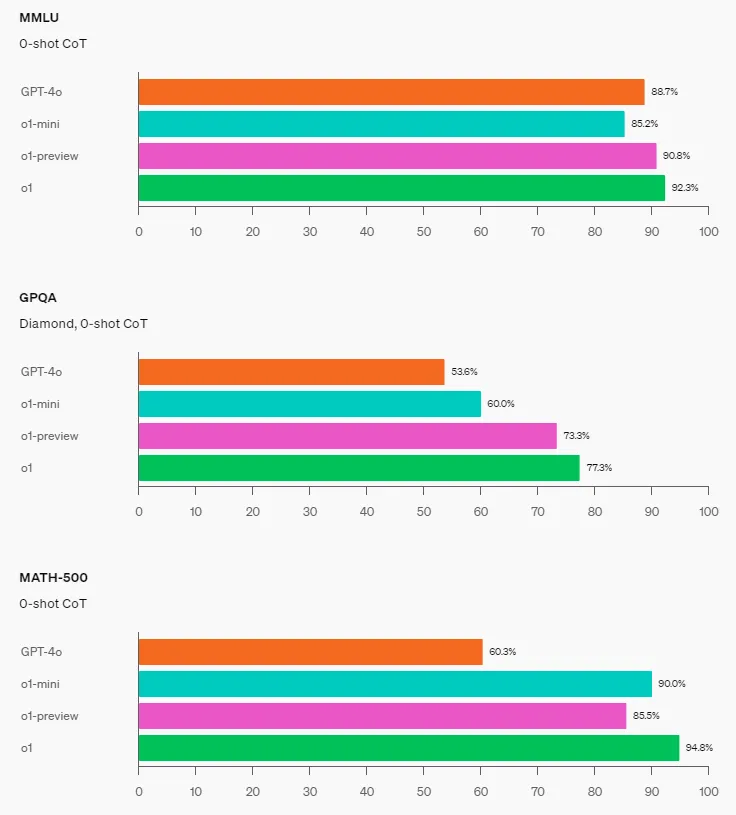 MMLU
0-shot CoT
GPT-4o 88.7%
o1-mini 85.2%
o1-preview 90.8%
o1 92.3%
0 10 20 30 40 50 60 70 80 90 100
GPQA
Diamond, 0-shot CoT
GPT-4o 53.6%
o1-mini 60.0%
o1-preview 73.3%
o1 77.3%
0 10 20 30 40 50 60 70 80 90 100
MATH-500
0-shot CoT
GPT-4o 60.3%
o1-mini 90.0%
o1-preview 85.5%
o1 94.8%
0 10 20 30 40 50 60 70 80 90 100